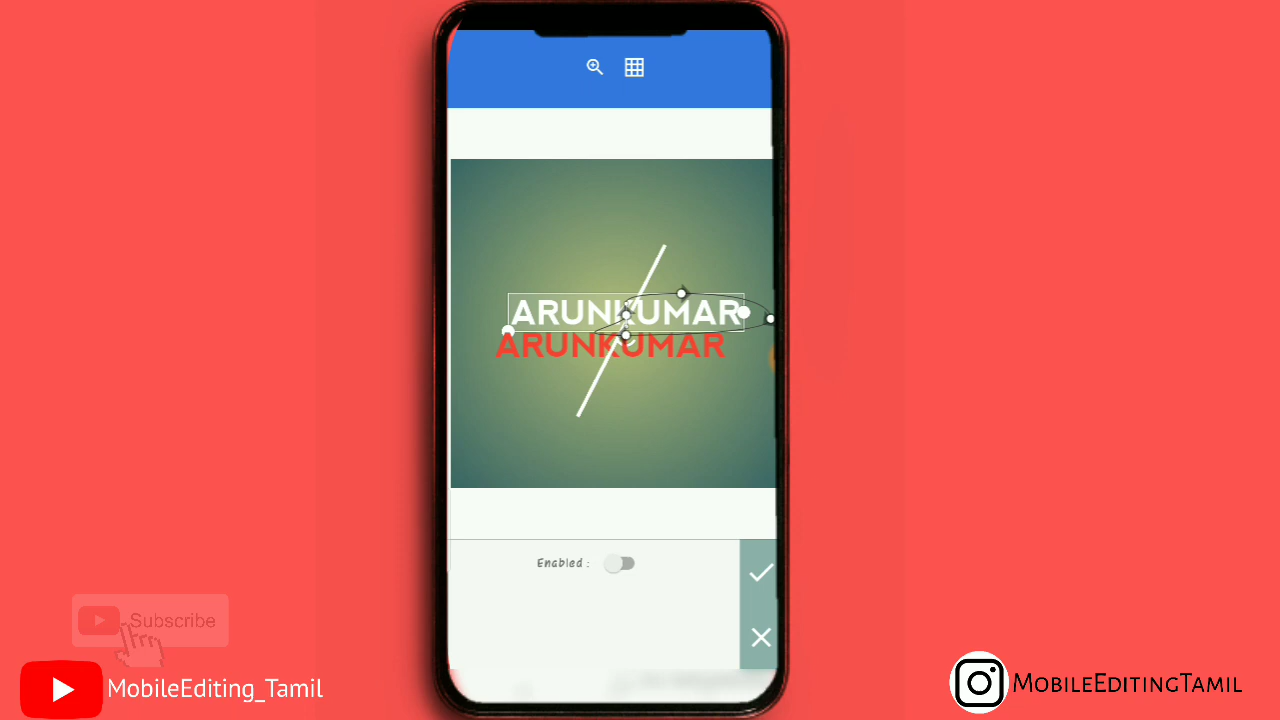 ARUNKUMAR
ARUNKUMAR
Enabled :
Subscribe
MobileEditing_Tamil
MobileEditingTamil